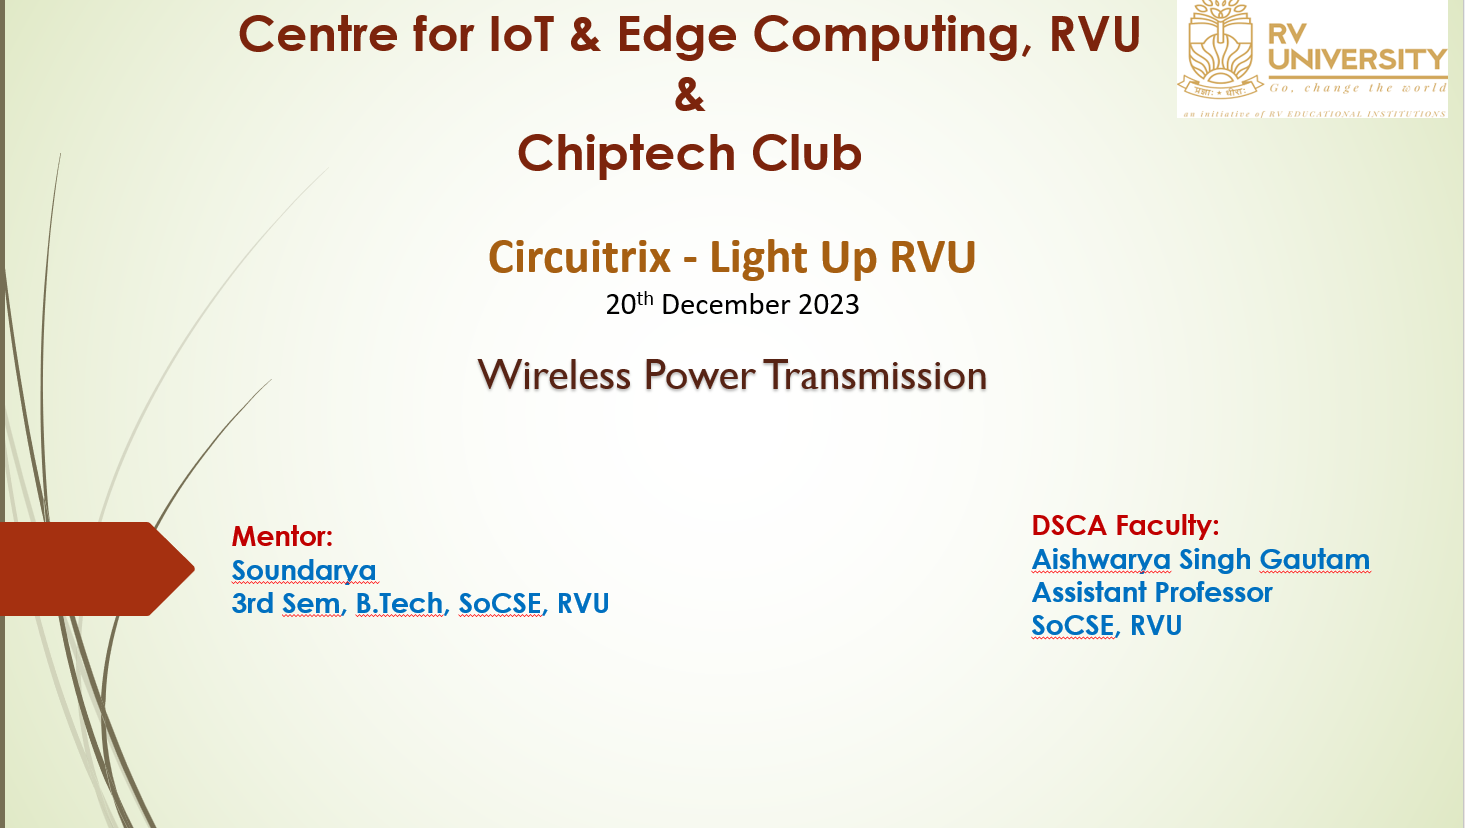 Centre for IoT & Edge Computing, RVU
&
Chiptech Club
RV
UNIVERSITY
Go, change the world
an initiative of RV EDUCATIONAL INSTITUTIONS
Circuitrix - Light Up RVU
20th December 2023
Wireless Power Transmission
Mentor:
Soundarya
3rd Sem, B.Tech, SoCSE, RVU
DSCA Faculty:
Aishwarya Singh Gautam
Assistant Professor
SoCSE, RVU